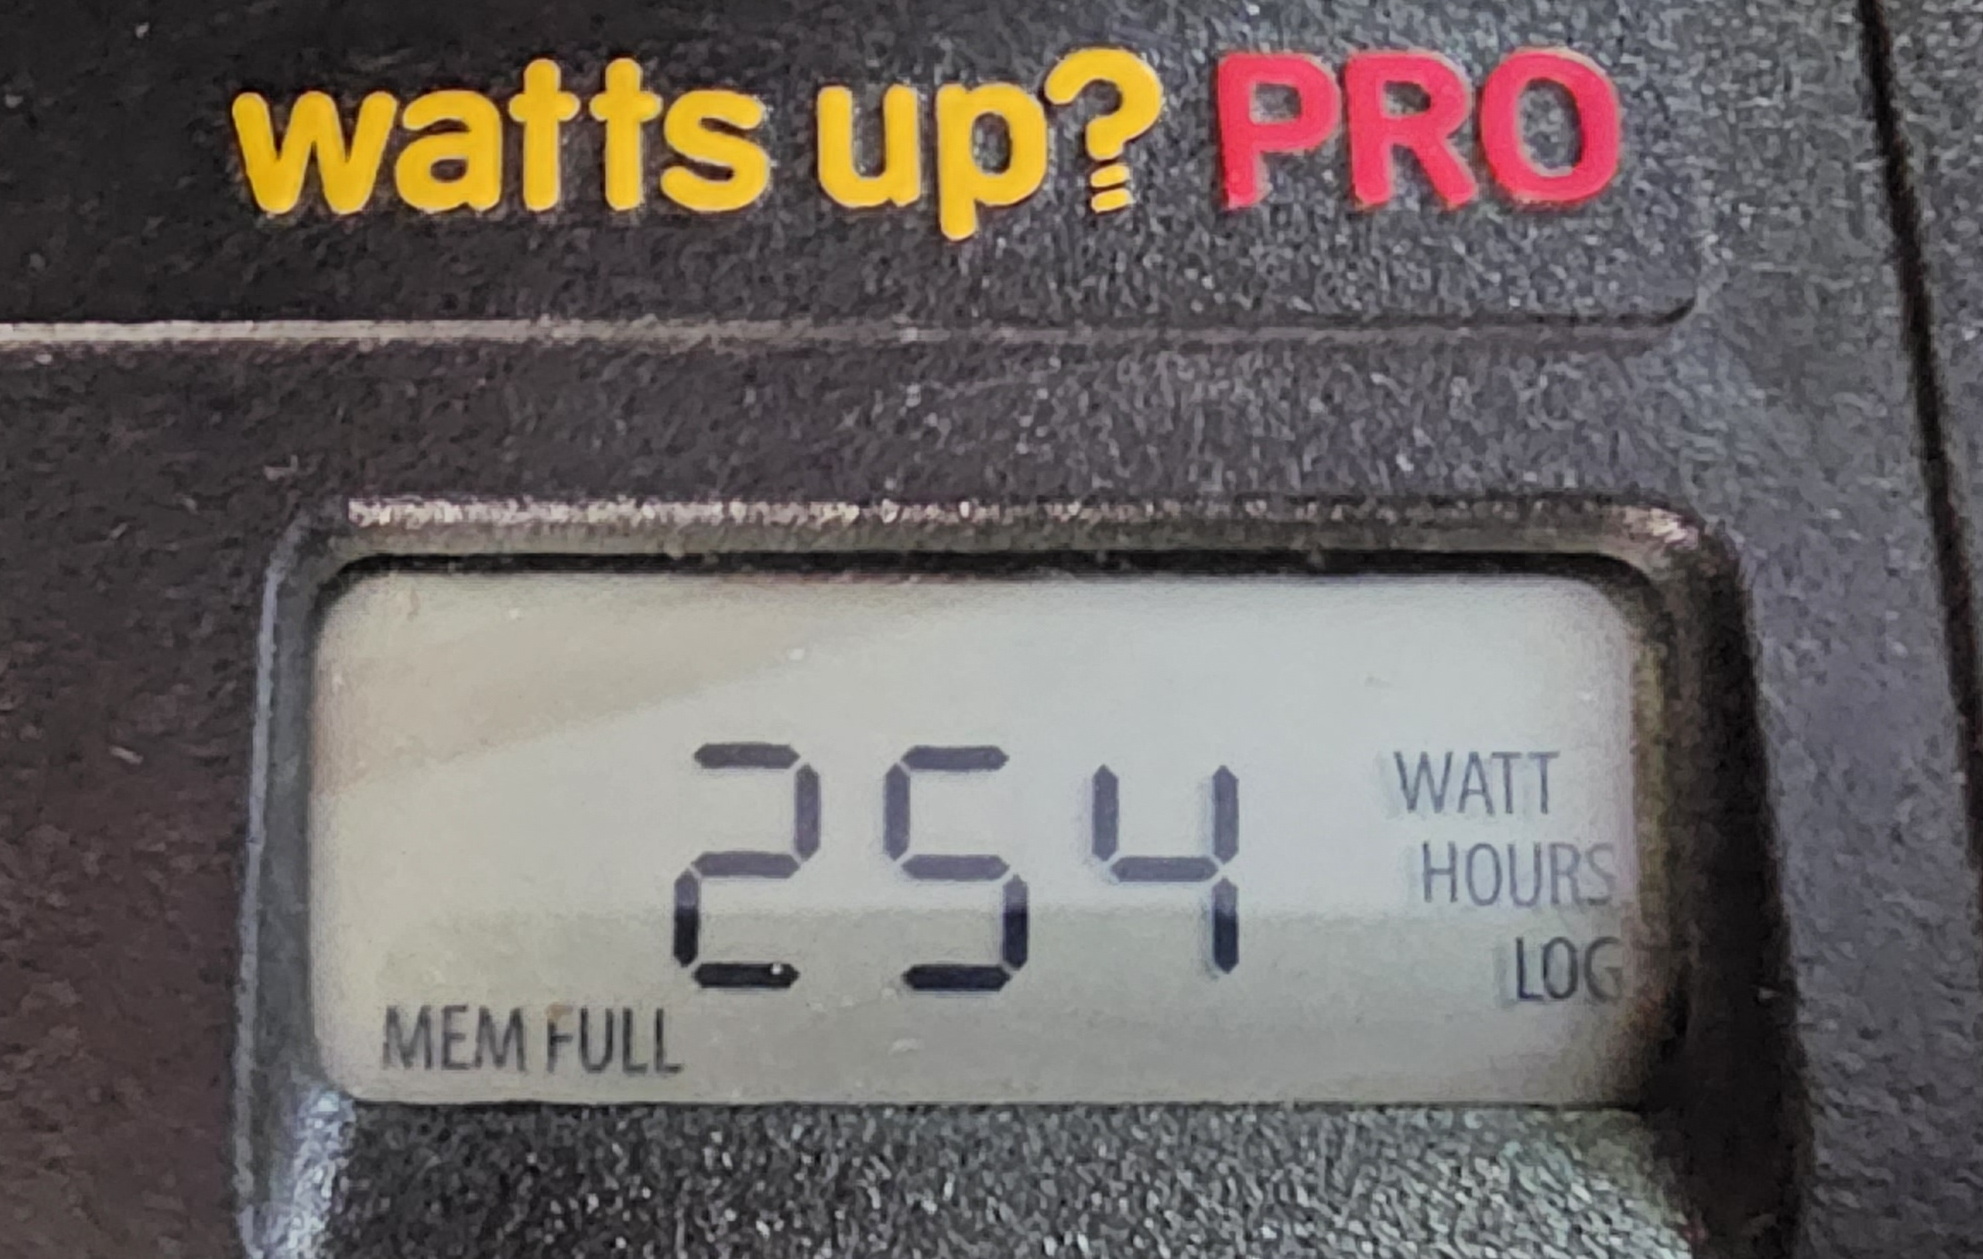 watts up? PRO
254
WATT
HOURS
LOG
MEM FULL